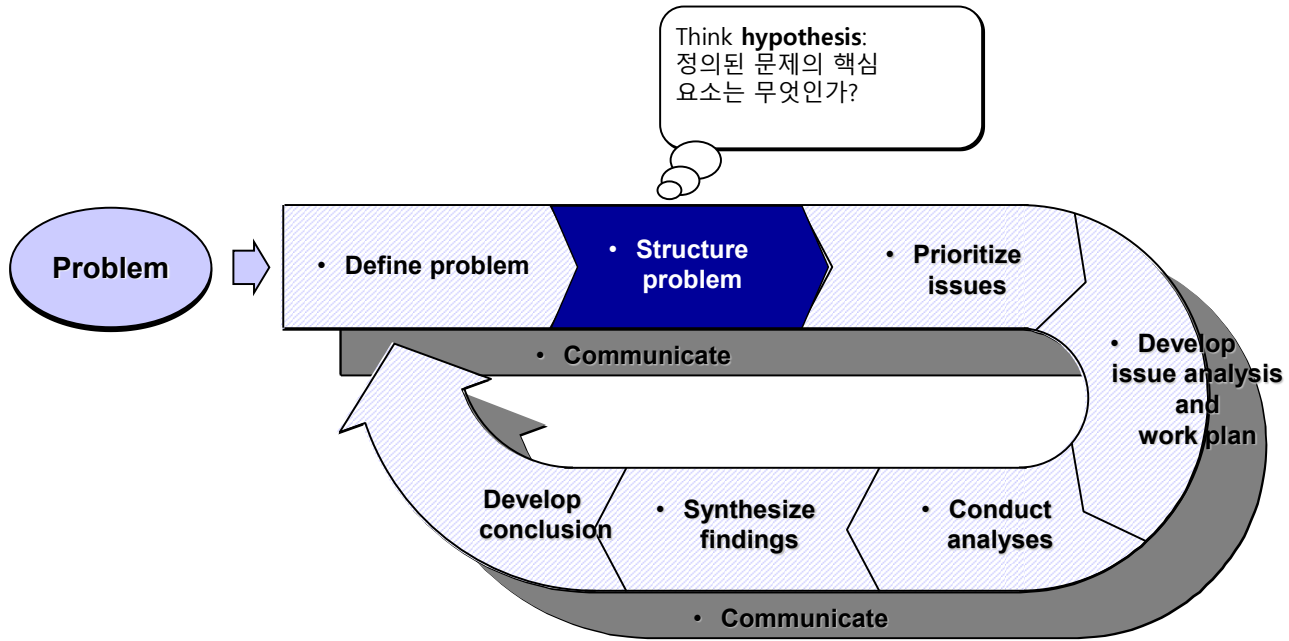 Think hypothesis:
정의된 문제의 핵심
요소는 무엇인가?
Problem
• Define problem
• Structure
problem
• Prioritize
issues
• Communicate
• Develop
issue analysis
and
work plan
• Conduct
analyses
• Synthesize
findings
Develop
conclusion
• Communicate